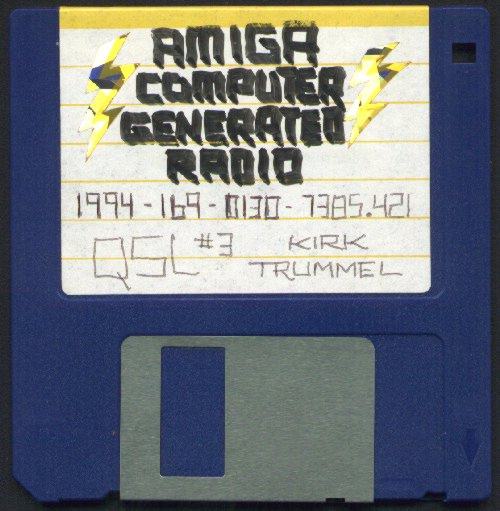 AMIGA
COMPUTER
GENERATED
RADIO
1994-169-0130-7385.421
QSL #3 KIRK
TRUMMEL